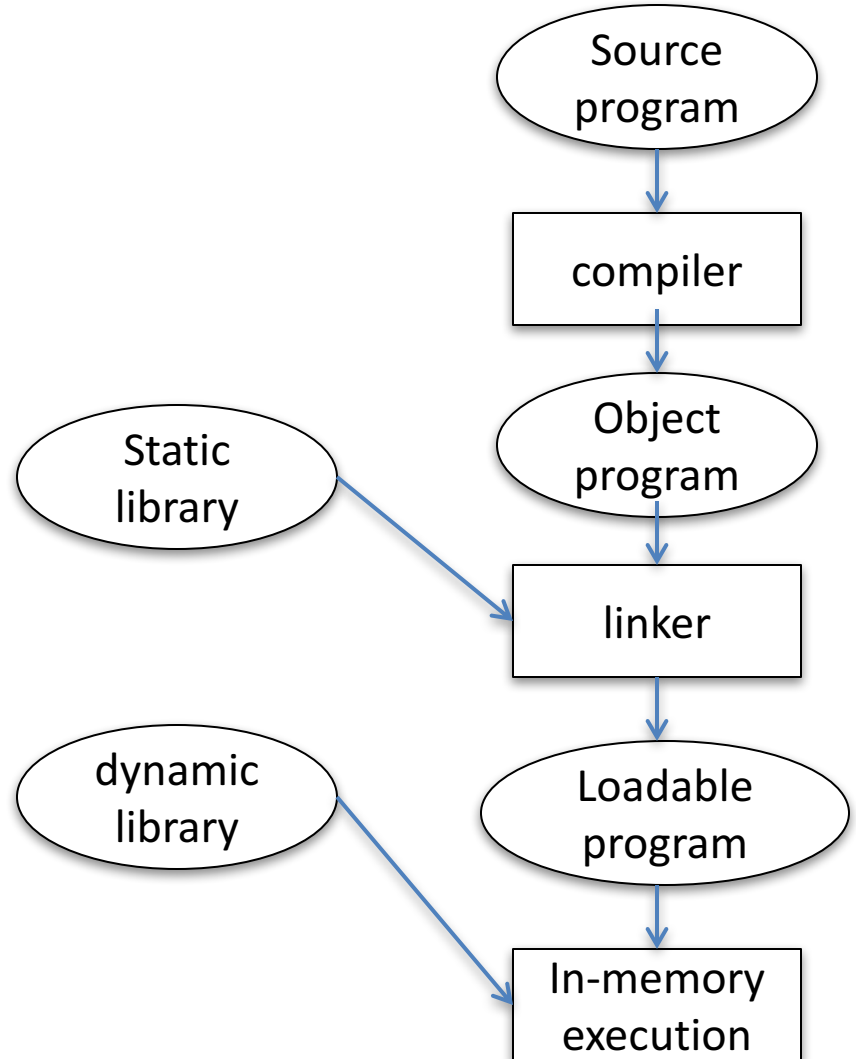 Source
program
compiler
Object
program
Static
library
linker
dynamic
library
Loadable
program
In-memory
execution